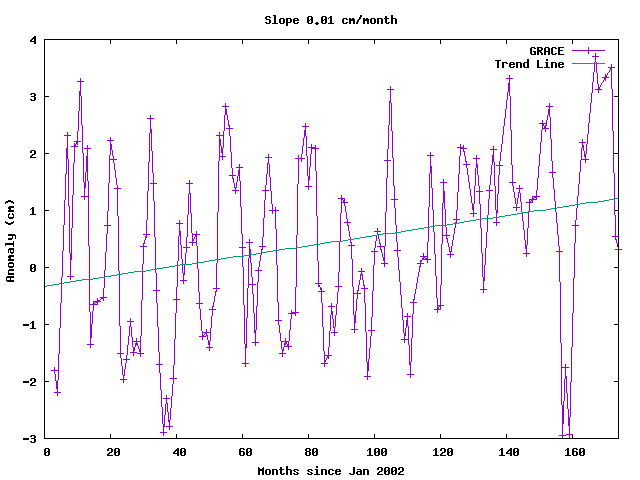 Slope 0.01 cm/month
GRACE
Trend Line
4
3
2
1
0
-1
-2
-3
Anomaly (cm)
0 20 40 60 80 100 120 140 160
Months since Jan 2002